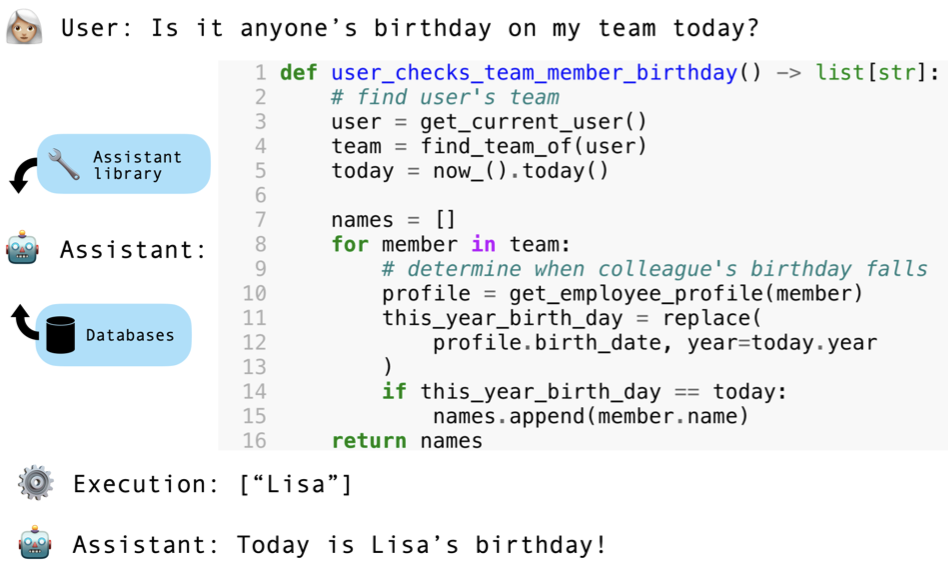 User: Is it anyone’s birthday on my team today?
1 def user_checks_team_member_birthday() -> list[str]:
2     # find user's team
3     user = get_current_user()
4     team = find_team_of(user)
5     today = now_().today()
6
7     names = []
8     for member in team:
9         # determine when colleague's birthday falls
10         profile = get_employee_profile(member)
11         this_year_birth_day = replace(
12             profile.birth_date, year=today.year
13         )
14         if this_year_birth_day == today:
15             names.append(member.name)
16     return names
Assistant
library
Assistant:
Databases
Execution: [“Lisa”]
Assistant: Today is Lisa’s birthday!